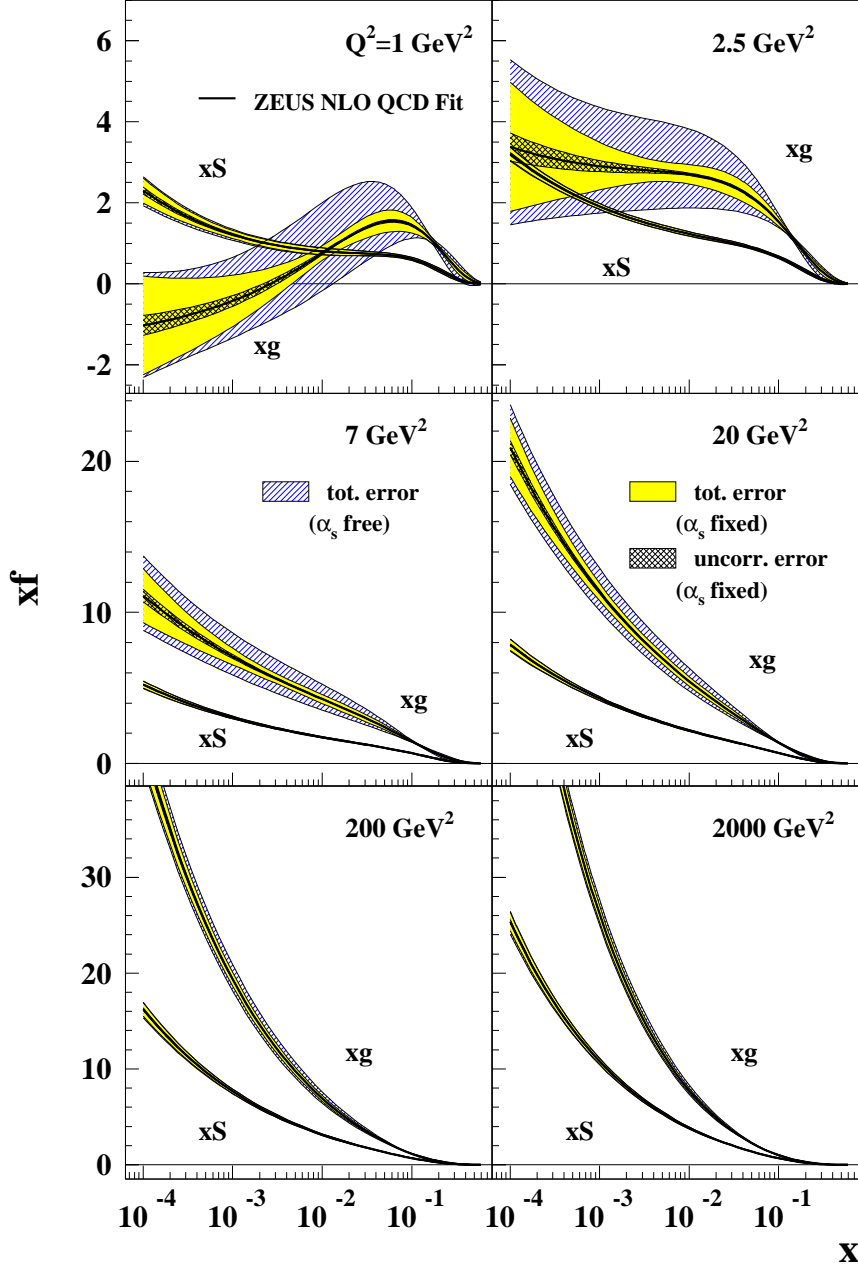 Q²=1 GeV²
2.5 GeV²
ZEUS NLO QCD Fit
xS
xg
xg
xS
6
4
2
0
-2
7 GeV²
20 GeV²
tot. error
(αs free)
tot. error
(αs fixed)
uncorr. error
(αs fixed)
xf
xg
xS
xg
xS
20
10
0
200 GeV²
2000 GeV²
xg
xS
xg
xS
30
20
10
0
10⁻⁴ 10⁻³ 10⁻² 10⁻¹
10⁻⁴ 10⁻³ 10⁻² 10⁻¹
x